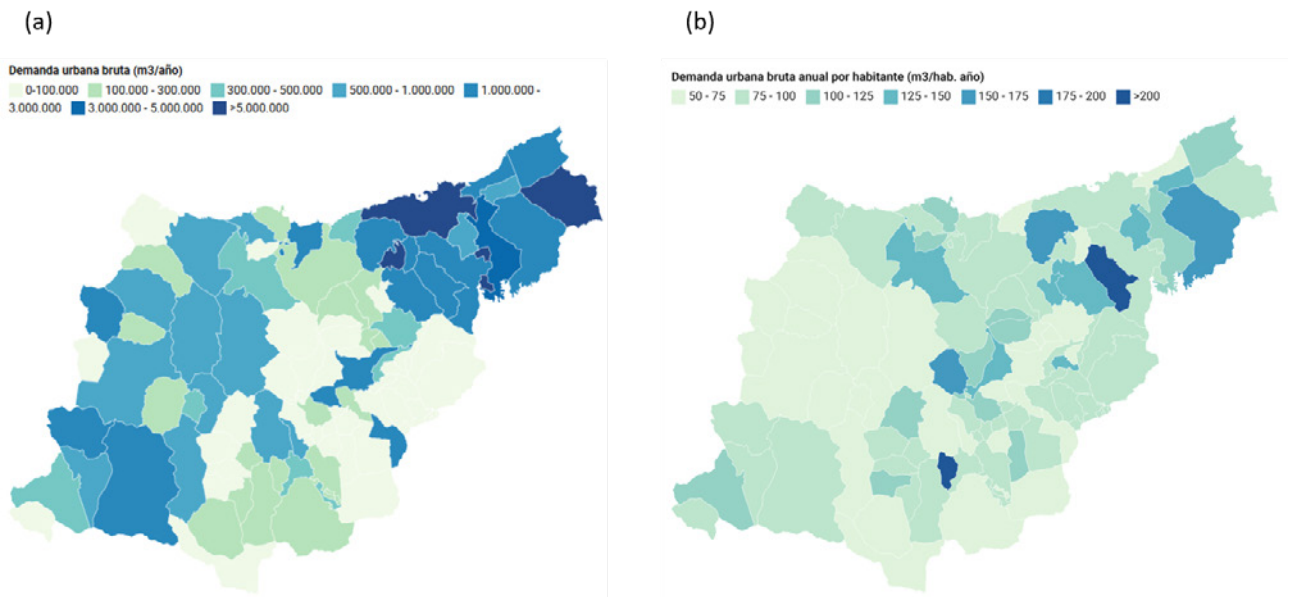 (a)
Demanda urbana bruta (m3/año)
0-100.000 100.000 - 300.000 300.000 - 500.000 500.000 - 1.000.000 1.000.000 -
3.000.000 3.000.000 - 5.000.000 >5.000.000
(b)
Demanda urbana bruta anual por habitante (m3/hab. año)
50 - 75 75 - 100 100 - 125 125 - 150 150 - 175 175 - 200 >200